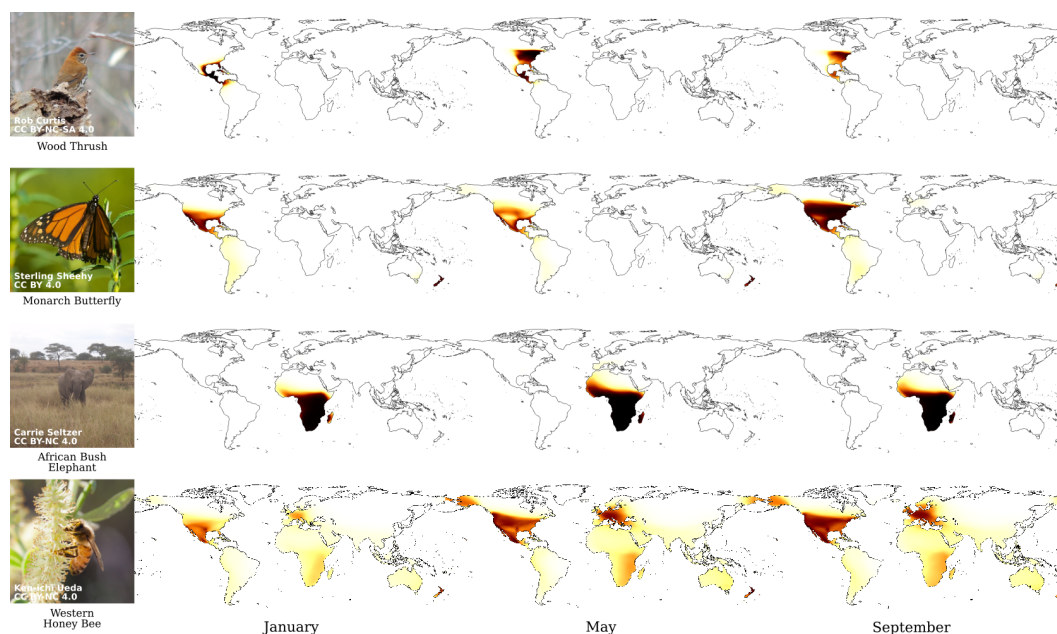 Rob Curtis
CC BY-NC-SA 4.0
Wood Thrush
Sterling Sheehy
CC BY 4.0
Monarch Butterfly
Carrie Seltzer
CC BY-NC 4.0
African Bush
Elephant
Ken-ichi Ueda
CC BY-NC 4.0
Western
Honey Bee
January
May
September